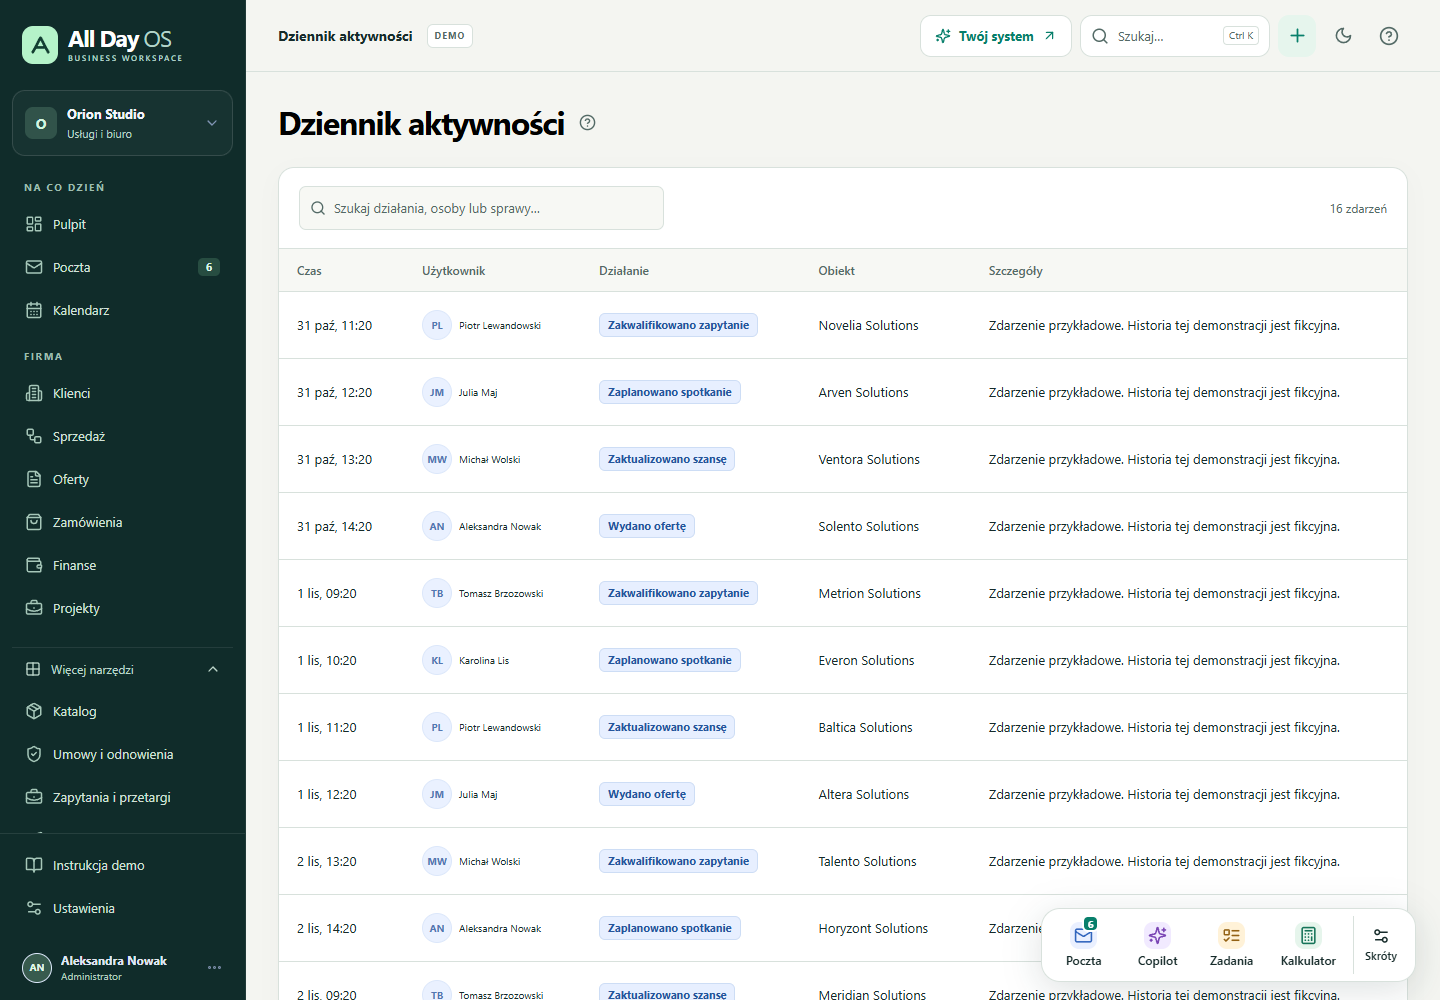 A All Day OS
BUSINESS WORKSPACE
O Orion Studio
Usługi i biuro
NA CO DZIEŃ
Pulpit
Poczta 6
Kalendarz
FIRMA
Klienci
Sprzedaż
Oferty
Zamówienia
Finanse
Projekty
Więcej narzędzi
Katalog
Umowy i odnowienia
Zapytania i przetargi
Instrukcja demo
Ustawienia
AN Aleksandra Nowak
Administrator
Dziennik aktywności DEMO
Twój system
Szukaj... Ctrl K
Dziennik aktywności
Szukaj działania, osoby lub sprawy...
16 zdarzeń
Czas Użytkownik Działanie Obiekt Szczegóły
31 paź, 11:20 PL Piotr Lewandowski Zakwalifikowano zapytanie Novelia Solutions Zdarzenie przykładowe. Historia tej demonstracji jest fikcyjna.
31 paź, 12:20 JM Julia Maj Zaplanowano spotkanie Arven Solutions Zdarzenie przykładowe. Historia tej demonstracji jest fikcyjna.
31 paź, 13:20 MW Michał Wolski Zaktualizowano szansę Ventora Solutions Zdarzenie przykładowe. Historia tej demonstracji jest fikcyjna.
31 paź, 14:20 AN Aleksandra Nowak Wydano ofertę Solento Solutions Zdarzenie przykładowe. Historia tej demonstracji jest fikcyjna.
1 lis, 09:20 TB Tomasz Brzozowski Zakwalifikowano zapytanie Metrion Solutions Zdarzenie przykładowe. Historia tej demonstracji jest fikcyjna.
1 lis, 10:20 KL Karolina Lis Zaplanowano spotkanie Everon Solutions Zdarzenie przykładowe. Historia tej demonstracji jest fikcyjna.
1 lis, 11:20 PL Piotr Lewandowski Zaktualizowano szansę Baltica Solutions Zdarzenie przykładowe. Historia tej demonstracji jest fikcyjna.
1 lis, 12:20 JM Julia Maj Wydano ofertę Altera Solutions Zdarzenie przykładowe. Historia tej demonstracji jest fikcyjna.
2 lis, 13:20 MW Michał Wolski Zakwalifikowano zapytanie Talento Solutions Zdarzenie przykładowe. Historia tej demonstracji jest fikcyjna.
2 lis, 14:20 AN Aleksandra Nowak Zaplanowano spotkanie Horyzont Solutions
2 lis, 09:20 TB Tomasz Brzozowski Zaktualizowano szansę Meridian Solutions Zdarzenie przykładowe. Historia tej demonstracji jest fikcyjna.
6
Poczta Copilot Zadania Kalkulator Skróty